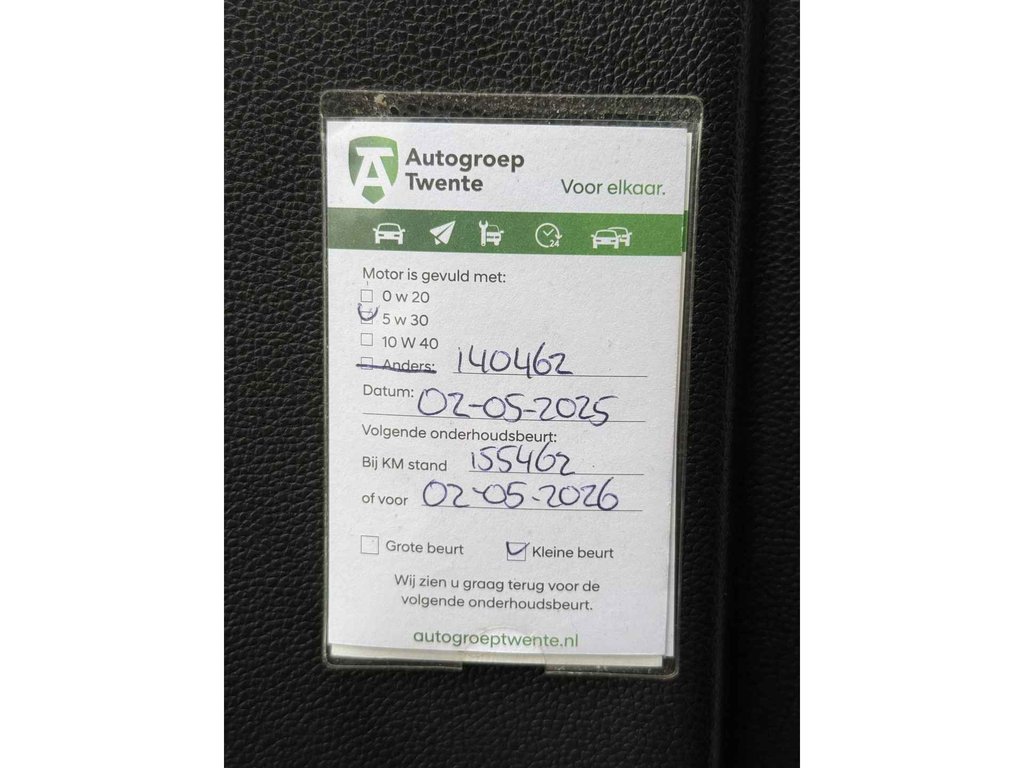 Autogroep
Twente
Voor elkaar.
24
Motor is gevuld met:
0 w 20
5 w 30
10 W 40
Anders: 140462
Datum: 02-05-2025
Volgende onderhoudsbeurt:
Bij KM stand 155462
of voor 02-05-2026
Grote beurt Kleine beurt
Wij zien u graag terug voor de
volgende onderhoudsbeurt.
autogroeptwente.nl